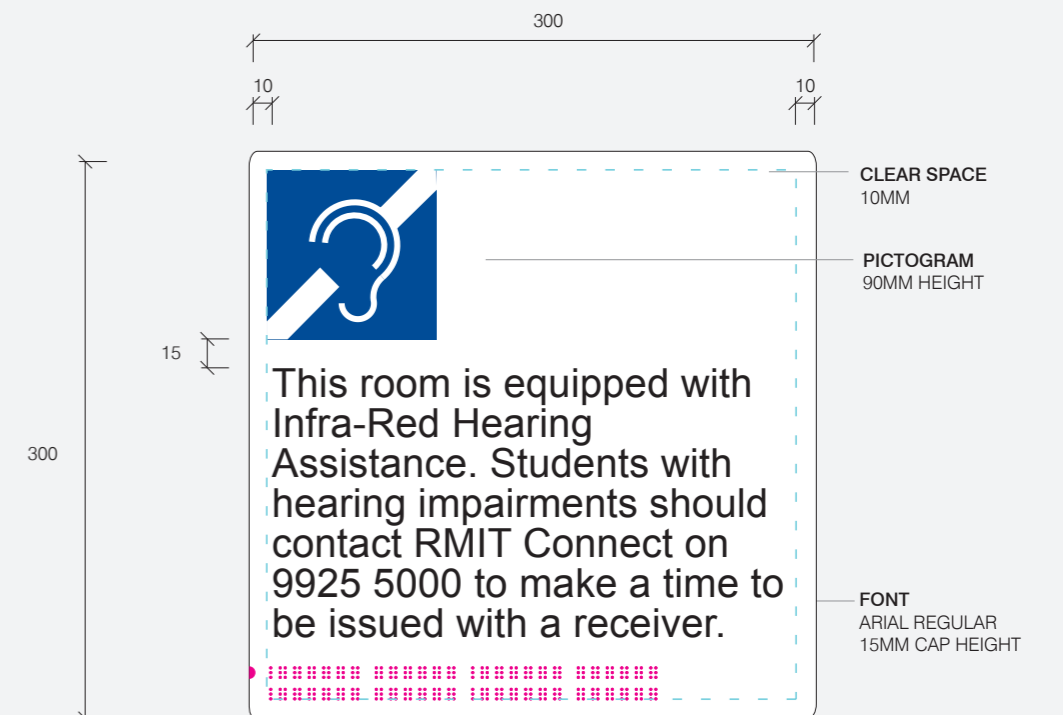 300
10
10
CLEAR SPACE
10MM
PICTOGRAM
90MM HEIGHT
15
This room is equipped with
Infra-Red Hearing
Assistance. Students with
hearing impairments should
contact RMIT Connect on
9925 5000 to make a time to
be issued with a receiver.
300
FONT
ARIAL REGULAR
15MM CAP HEIGHT